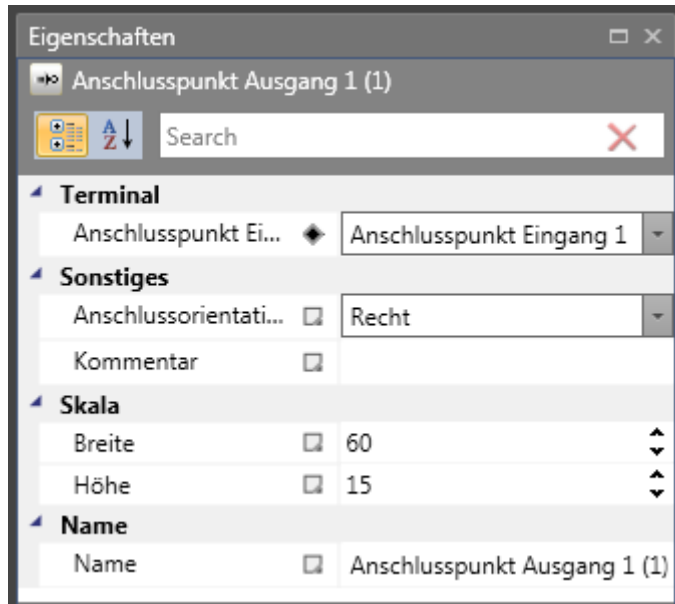 Eigenschaften
Anschlusspunkt Ausgang 1 (1)
A Z Search
Terminal
Anschlusspunkt Ei... Anschlusspunkt Eingang 1
Sonstiges
Anschlussorientati... Recht
Kommentar
Skala
Breite 60
Höhe 15
Name
Name Anschlusspunkt Ausgang 1 (1)